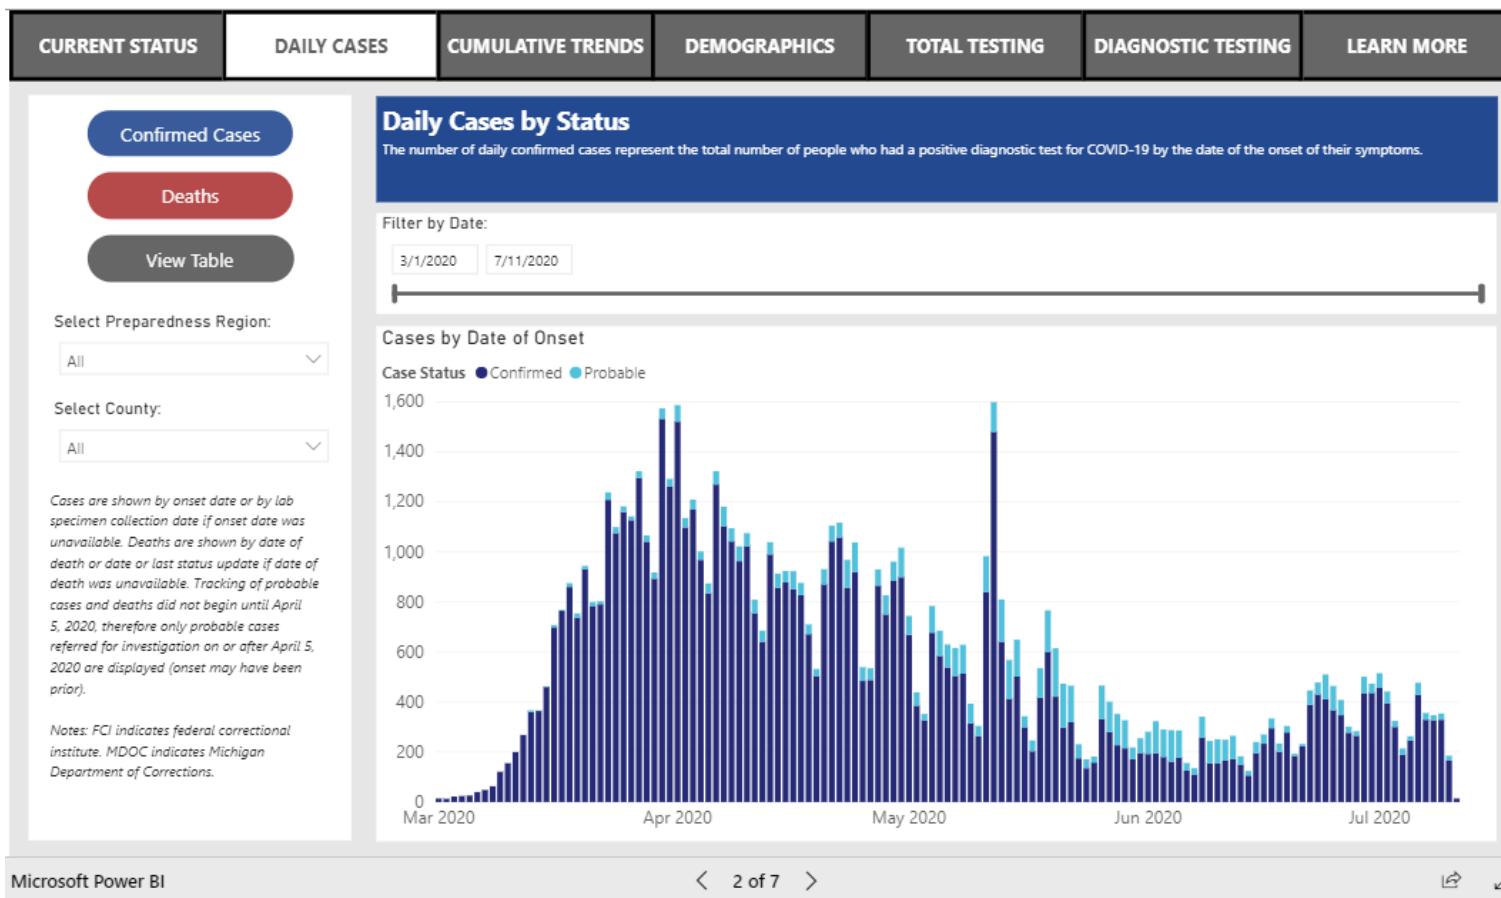 CURRENT STATUS
DAILY CASES
CUMULATIVE TRENDS
DEMOGRAPHICS
TOTAL TESTING
DIAGNOSTIC TESTING
LEARN MORE
Confirmed Cases
Deaths
View Table
Select Preparedness Region:
All
Select County:
All
Cases are shown by onset date or by lab
specimen collection date if onset date was
unavailable. Deaths are shown by date of
death or date or last status update if date of
death was unavailable. Tracking of probable
cases and deaths did not begin until April
5, 2020, therefore only probable cases
referred for investigation on or after April 5,
2020 are displayed (onset may have been
prior).
Notes: FCI indicates federal correctional
institute. MDOC indicates Michigan
Department of Corrections.
Daily Cases by Status
The number of daily confirmed cases represent the total number of people who had a positive diagnostic test for COVID-19 by the date of the onset of their symptoms.
Filter by Date:
3/1/2020 7/11/2020
Cases by Date of Onset
Case Status Confirmed Probable
1,600
1,400
1,200
1,000
800
600
400
200
0
Mar 2020 Apr 2020 May 2020 Jun 2020 Jul 2020
Microsoft Power BI
2 of 7